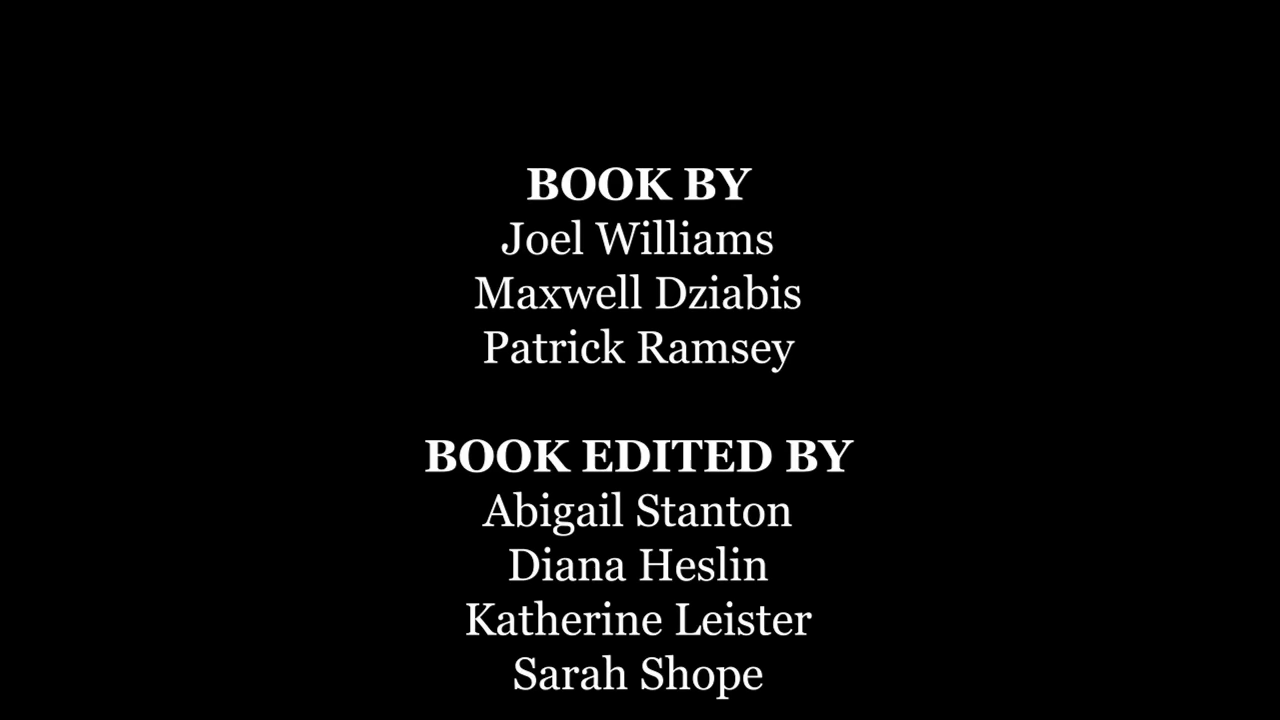 BOOK BY
Joel Williams
Maxwell Dziabis
Patrick Ramsey
BOOK EDITED BY
Abigail Stanton
Diana Heslin
Katherine Leister
Sarah Shope